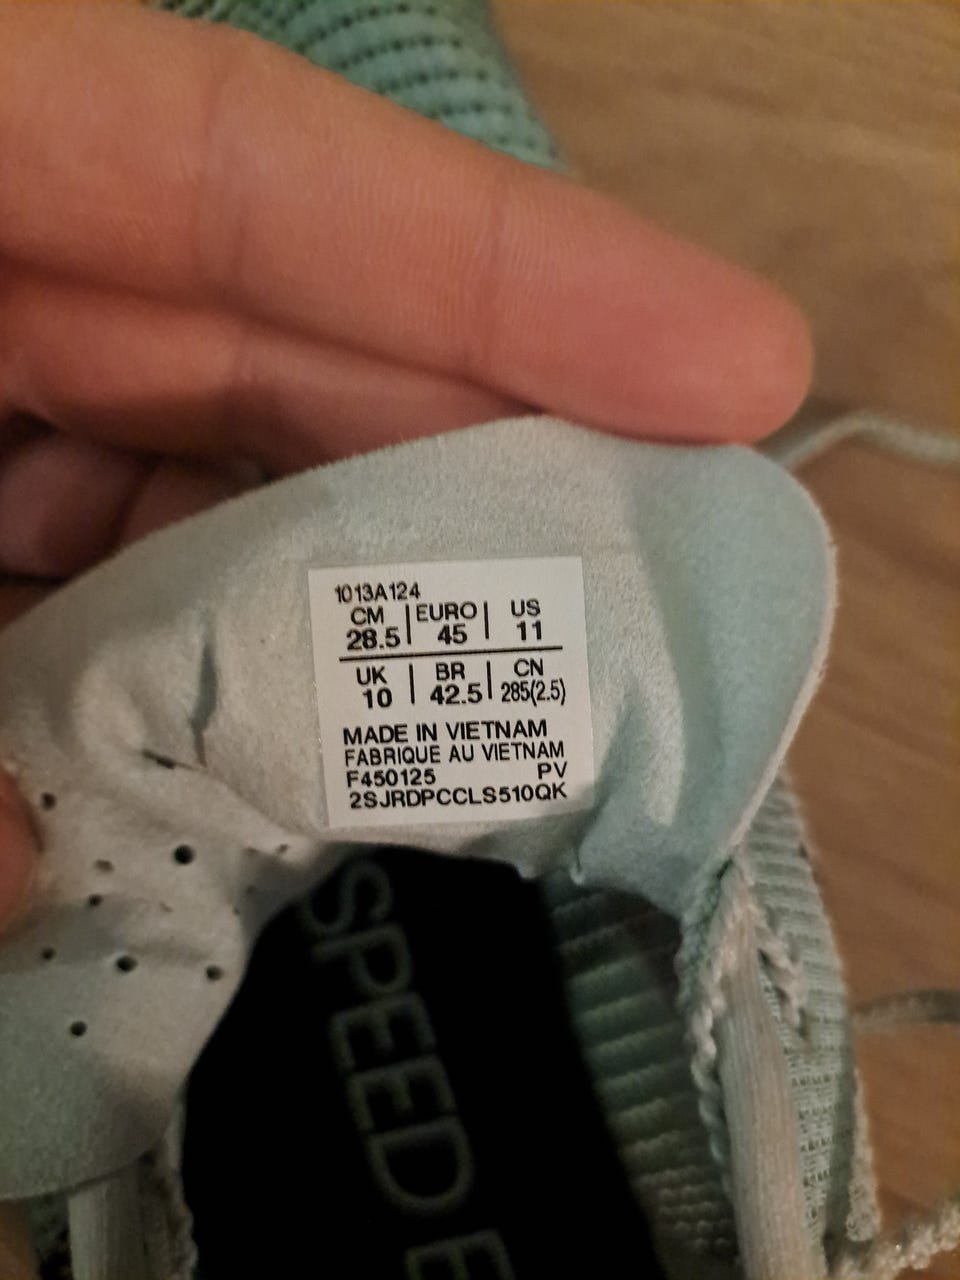 1013A124
CM | EURO | US
28.5 | 45 | 11
UK | BR | CN
10 | 42.5 | 285(2.5)
MADE IN VIETNAM
FABRIQUE AU VIETNAM
F450125 PV
2SJRDPCCLS510QK
SPEED